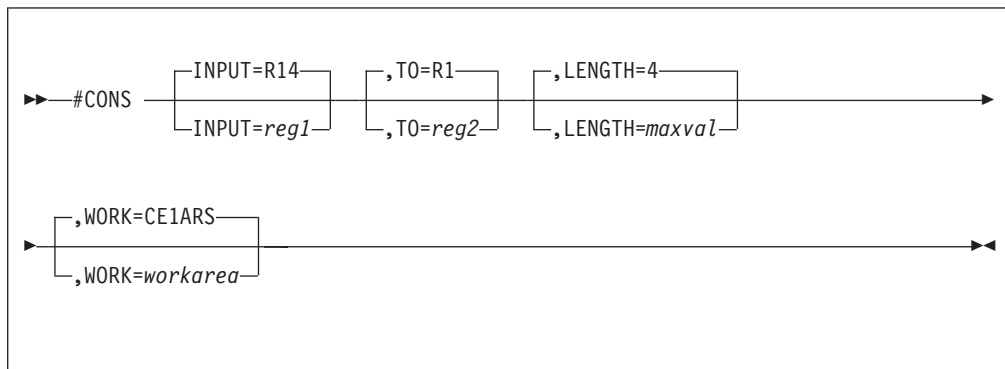 INPUT=R14 ,TO=R1 ,LENGTH=4
#CONS
INPUT=reg1 ,TO=reg2 ,LENGTH=maxval
,WORK=CE1ARS
,WORK=workarea